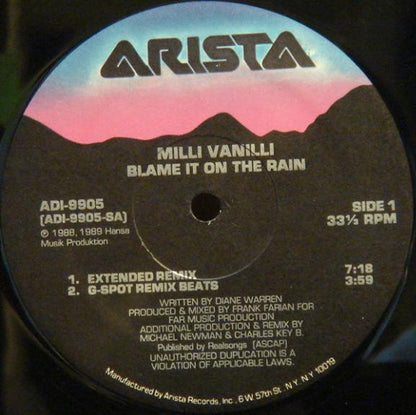 ARISTA
MILLI VANILLI
BLAME IT ON THE RAIN
ADI-9905
(ADI-9905-SA)
℗ 1988, 1989 Hansa
Musik Produktion
SIDE 1
33⅓ RPM
1. EXTENDED REMIX 7:18
2. G-SPOT REMIX BEATS 3:59
WRITTEN BY DIANE WARREN
PRODUCED & MIXED BY FRANK FARIAN FOR
FAR MUSIC PRODUCTION
ADDITIONAL PRODUCTION & REMIX BY
MICHAEL NEWMAN & CHARLES KEY B.
Published by Realsongs (ASCAP)
UNAUTHORIZED DUPLICATION IS A
VIOLATION OF APPLICABLE LAWS.
Manufactured by Arista Records, Inc., 6 W 57th St. N.Y. N.Y 10019